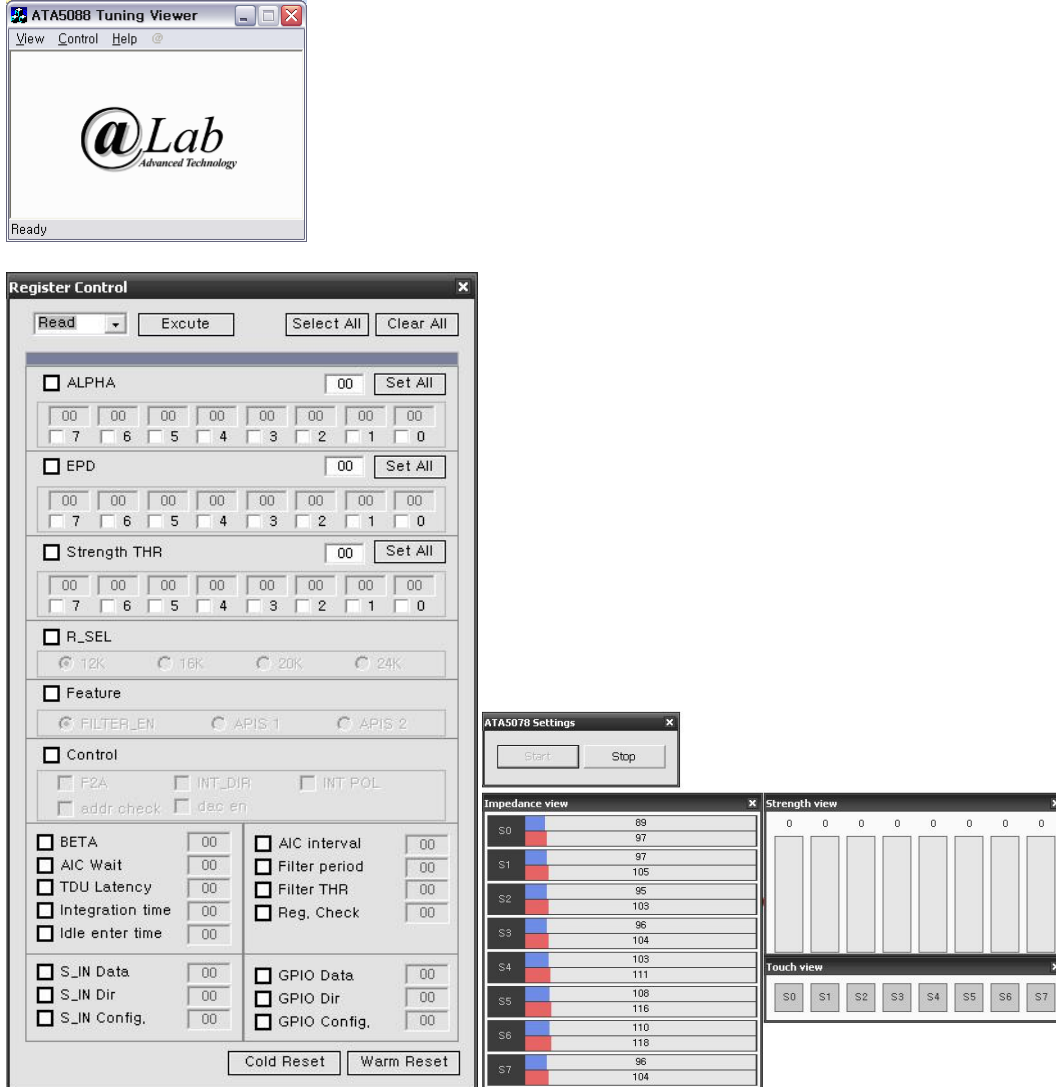 ATA5088 Tuning Viewer
View Control Help @
@Lab
Advanced Technology
Ready
Register Control
Read Excute Select All Clear All
ALPHA 00 Set All
00 00 00 00 00 00 00 00
7 6 5 4 3 2 1 0
EPD 00 Set All
00 00 00 00 00 00 00 00
7 6 5 4 3 2 1 0
Strength THR 00 Set All
00 00 00 00 00 00 00 00
7 6 5 4 3 2 1 0
R_SEL
12K 16K 20K 24K
Feature
FILTER_EN APIS 1 APIS 2
Control
F2A INT_DIR INT POL
addr check dac en
BETA 00
AIC Wait 00
TDU Latency 00
Integration time 00
Idle enter time 00
AIC interval 00
Filter period 00
Filter THR 00
Reg, Check 00
S_IN Data 00
S_IN Dir 00
S_IN Config, 00
GPIO Data 00
GPIO Dir 00
GPIO Config, 00
Cold Reset Warm Reset
ATA5078 Settings
Start Stop
Impedance view
S0 89
97
S1 97
105
S2 95
103
S3 96
104
S4 103
111
S5 108
116
S6 110
118
S7 96
104
Strength view
0 0 0 0 0 0 0 0
Touch view
S0 S1 S2 S3 S4 S5 S6 S7